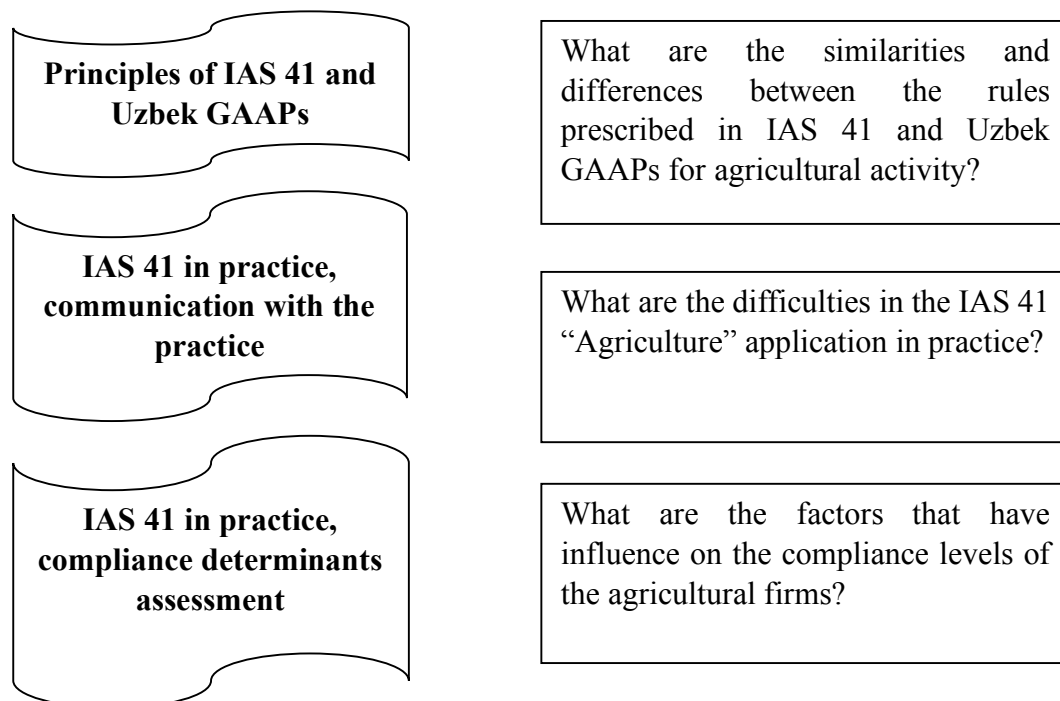 Principles of IAS 41 and
Uzbek GAAPs
What are the similarities and
differences between the rules
prescribed in IAS 41 and Uzbek
GAAPs for agricultural activity?
IAS 41 in practice,
communication with the
practice
What are the difficulties in the IAS 41
“Agriculture” application in practice?
IAS 41 in practice,
compliance determinants
assessment
What are the factors that have
influence on the compliance levels of
the agricultural firms?